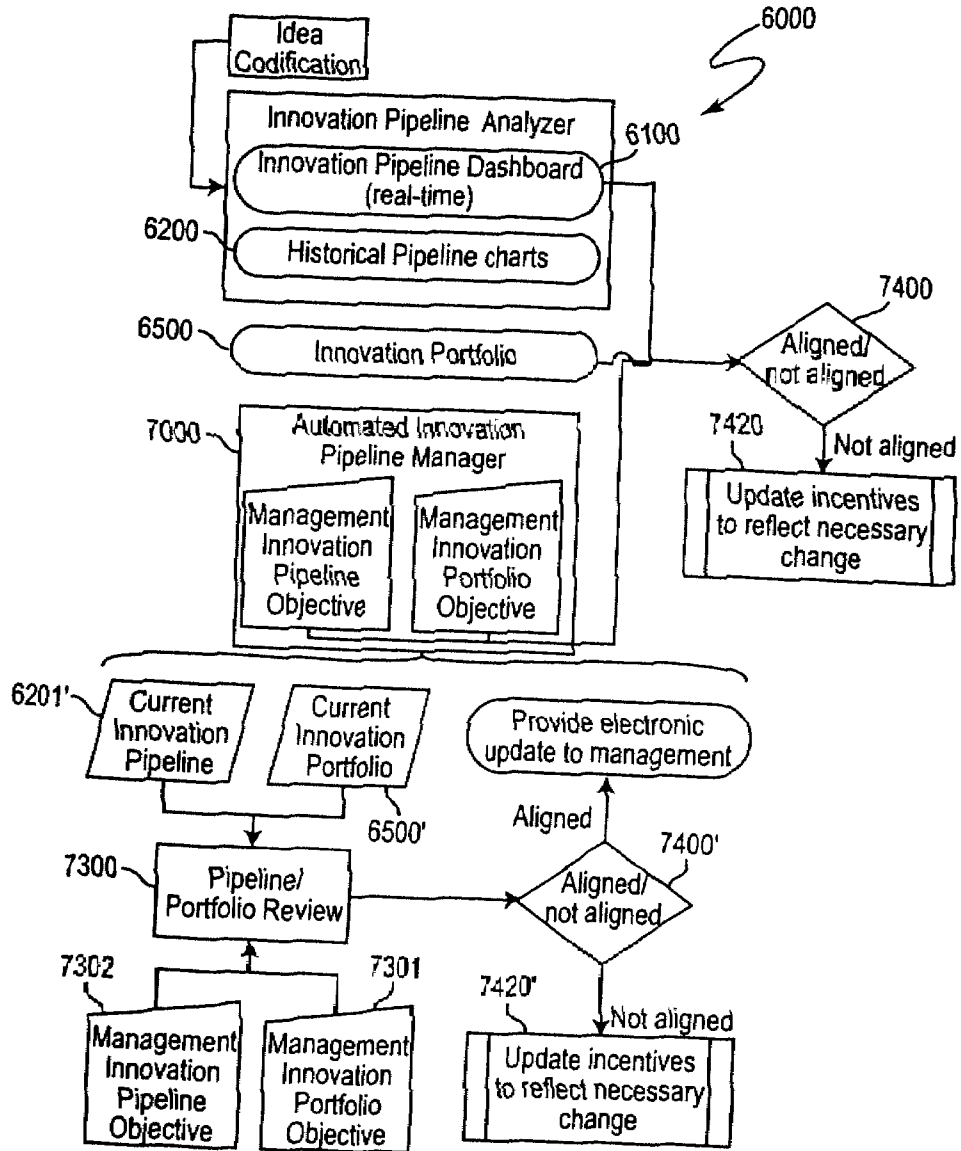 6000
Idea
Codification
Innovation Pipeline Analyzer
6100
Innovation Pipeline Dashboard
(real-time)
6200
Historical Pipeline charts
6500
Innovation Portfolio
7400
Aligned/
not aligned
7000
Automated Innovation
Pipeline Manager
7420
Not aligned
Update incentives
to reflect necessary
change
Management
Innovation
Pipeline
Objective
Management
Innovation
Portfolio
Objective
6201'
Current
Innovation
Pipeline
Current
Innovation
Portfolio
6500'
Provide electronic
update to management
Aligned
7400'
Aligned/
not aligned
7300
Pipeline/
Portfolio Review
7302
7301
Management
Innovation
Pipeline
Objective
Management
Innovation
Portfolio
Objective
7420'
Not aligned
Update incentives
to reflect necessary
change